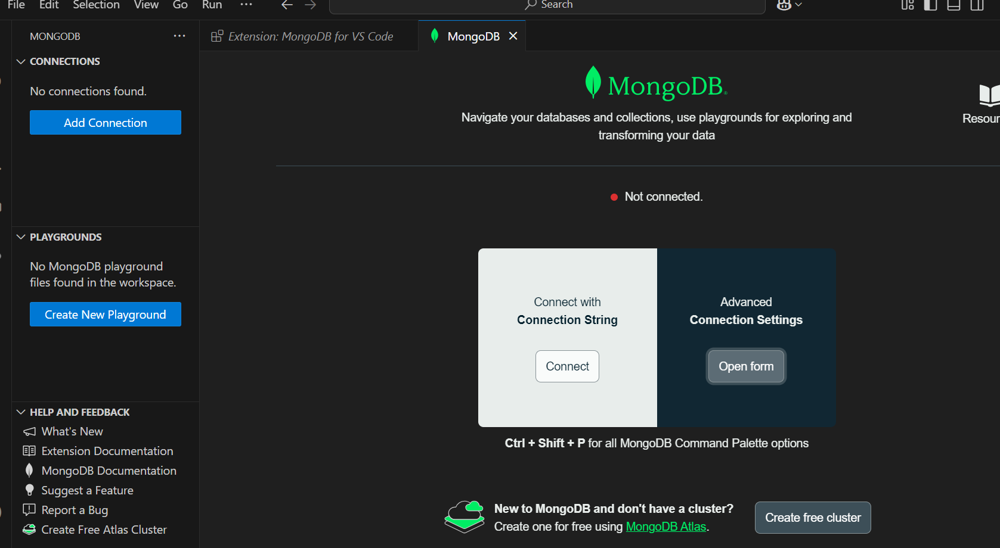 File Edit Selection View Go Run ··· Search
MONGODB ···
Extension: MongoDB for VS Code
MongoDB
CONNECTIONS
No connections found.
Add Connection
PLAYGROUNDS
No MongoDB playground
files found in the workspace.
Create New Playground
HELP AND FEEDBACK
What's New
Extension Documentation
MongoDB Documentation
Suggest a Feature
Report a Bug
Create Free Atlas Cluster
MongoDB®
Navigate your databases and collections, use playgrounds for exploring and
transforming your data
Resour
Not connected.
Connect with
Connection String
Connect
Advanced
Connection Settings
Open form
Ctrl + Shift + P for all MongoDB Command Palette options
New to MongoDB and don't have a cluster?
Create one for free using MongoDB Atlas.
Create free cluster